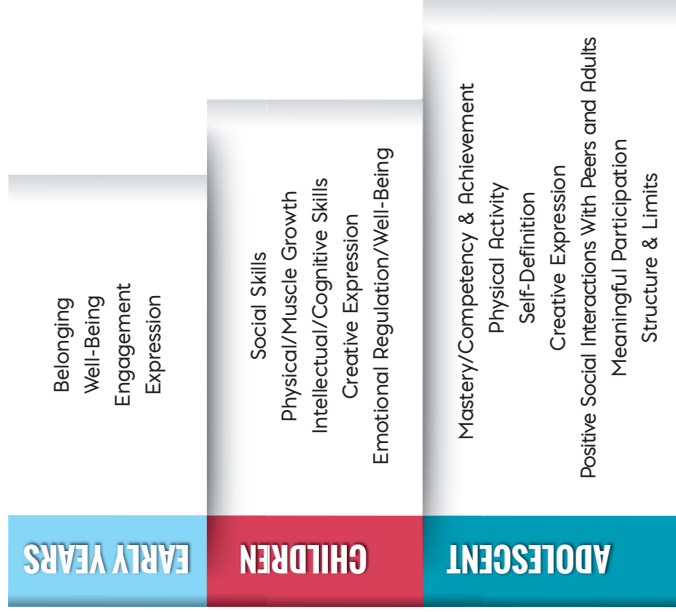 Belonging
Well-Being
Engagement
Expression
EARLY YEARS
Social Skills
Physical/Muscle Growth
Intellectual/Cognitive Skills
Creative Expression
Emotional Regulation/Well-Being
CHILDREN
Mastery/Competency & Achievement
Physical Activity
Self-Definition
Creative Expression
Positive Social Interactions With Peers and Adults
Meaningful Participation
Structure & Limits
ADOLESCENT